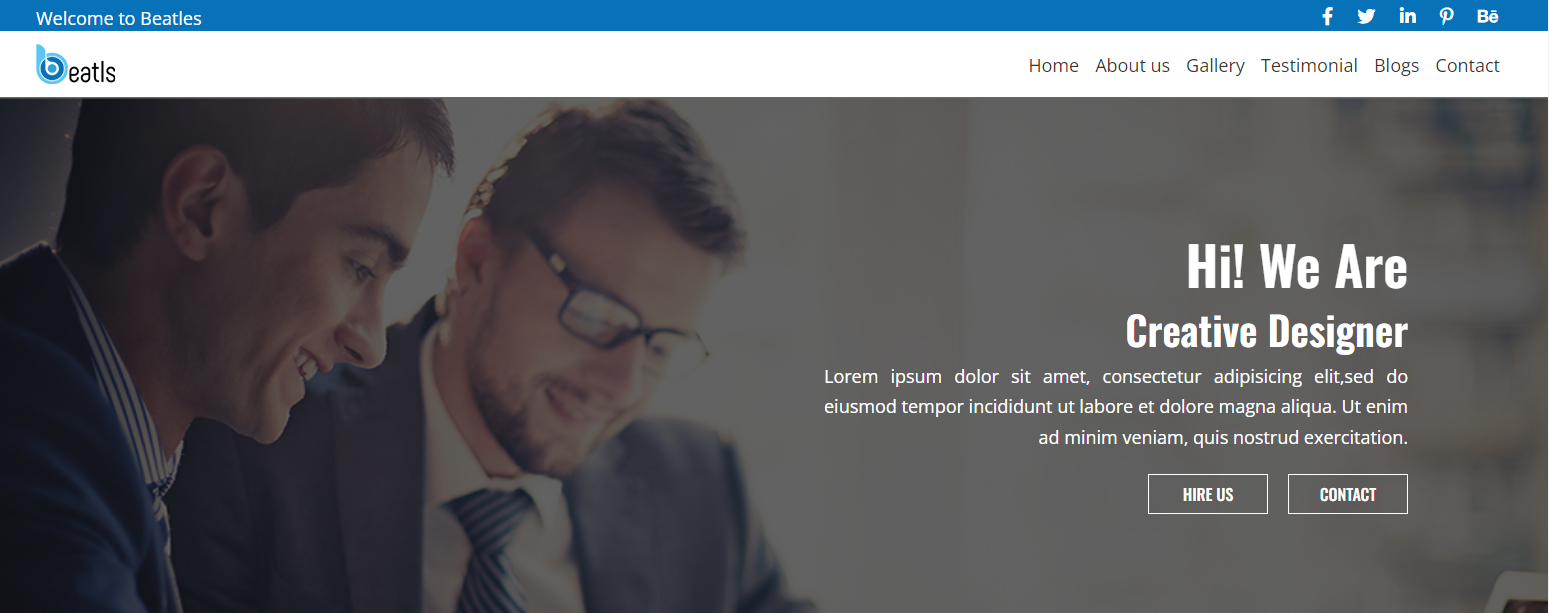 Welcome to Beatles
Bē
beatls
Home About us Gallery Testimonial Blogs Contact
Hi! We Are
Creative Designer
Lorem ipsum dolor sit amet, consectetur adipisicing elit,sed do
eiusmod tempor incididunt ut labore et dolore magna aliqua. Ut enim
ad minim veniam, quis nostrud exercitation.
HIRE US CONTACT